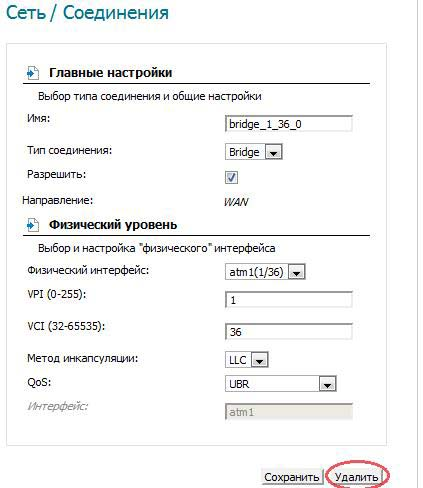 Сеть / Соединения
Главные настройки
Выбор типа соединения и общие настройки
Имя: bridge_1_36_0
Тип соединения: Bridge
Разрешить:
Направление: WAN
Физический уровень
Выбор и настройка "физического" интерфейса
Физический интерфейс: atm1(1/36)
VPI (0-255): 1
VCI (32-65535): 36
Метод инкапсуляции: LLC
QoS: UBR
Интерфейс: atm1
Сохранить Удалить